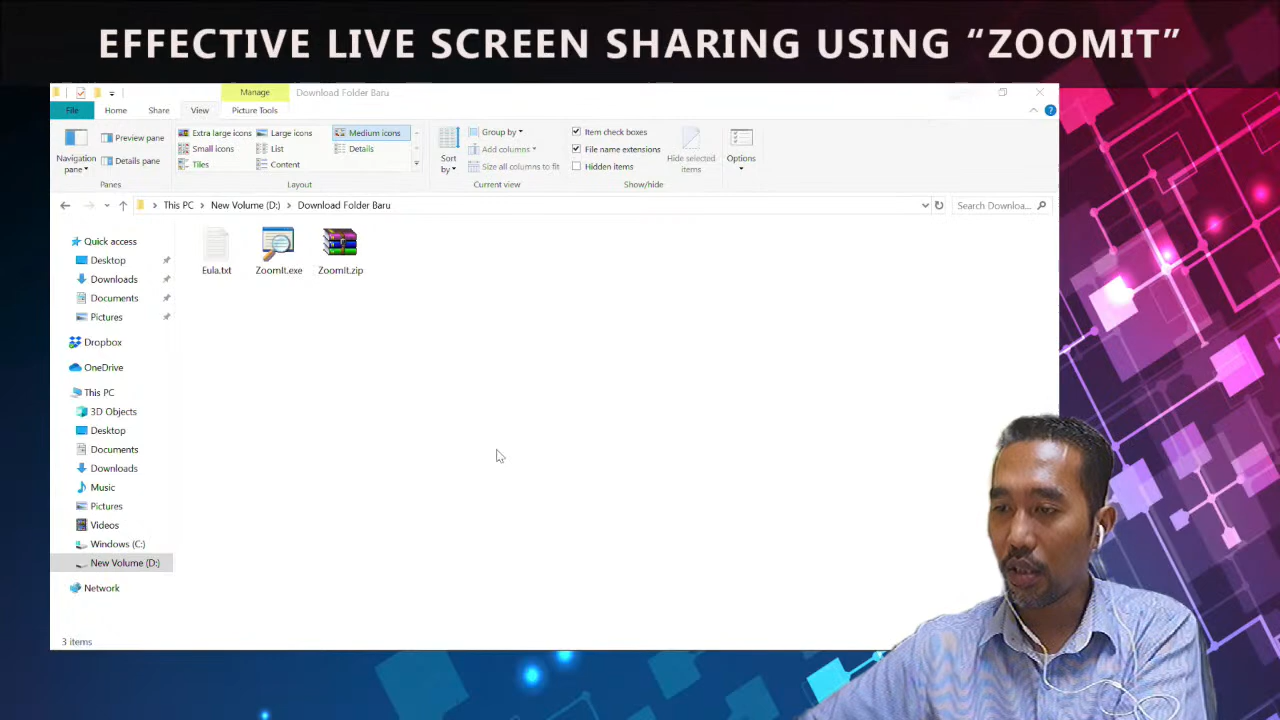 EFFECTIVE LIVE SCREEN SHARING USING “ZOOMIT”
Manage Download Folder Baru
File Home Share View Picture Tools
Navigation pane
Preview pane
Details pane
Panes
Extra large icons Large icons Medium icons
Small icons List Details
Tiles Content
Layout
Sort by
Group by
Add columns
Size all columns to fit
Current view
Item check boxes
File name extensions
Hidden items
Hide selected items
Show/hide
Options
This PC New Volume (D:) Download Folder Baru
Search Downloa...
Quick access
Desktop
Downloads
Documents
Pictures
Dropbox
OneDrive
This PC
3D Objects
Desktop
Documents
Downloads
Music
Pictures
Videos
Windows (C:)
New Volume (D:)
Network
Eula.txt ZoomIt.exe ZoomIt.zip
3 items